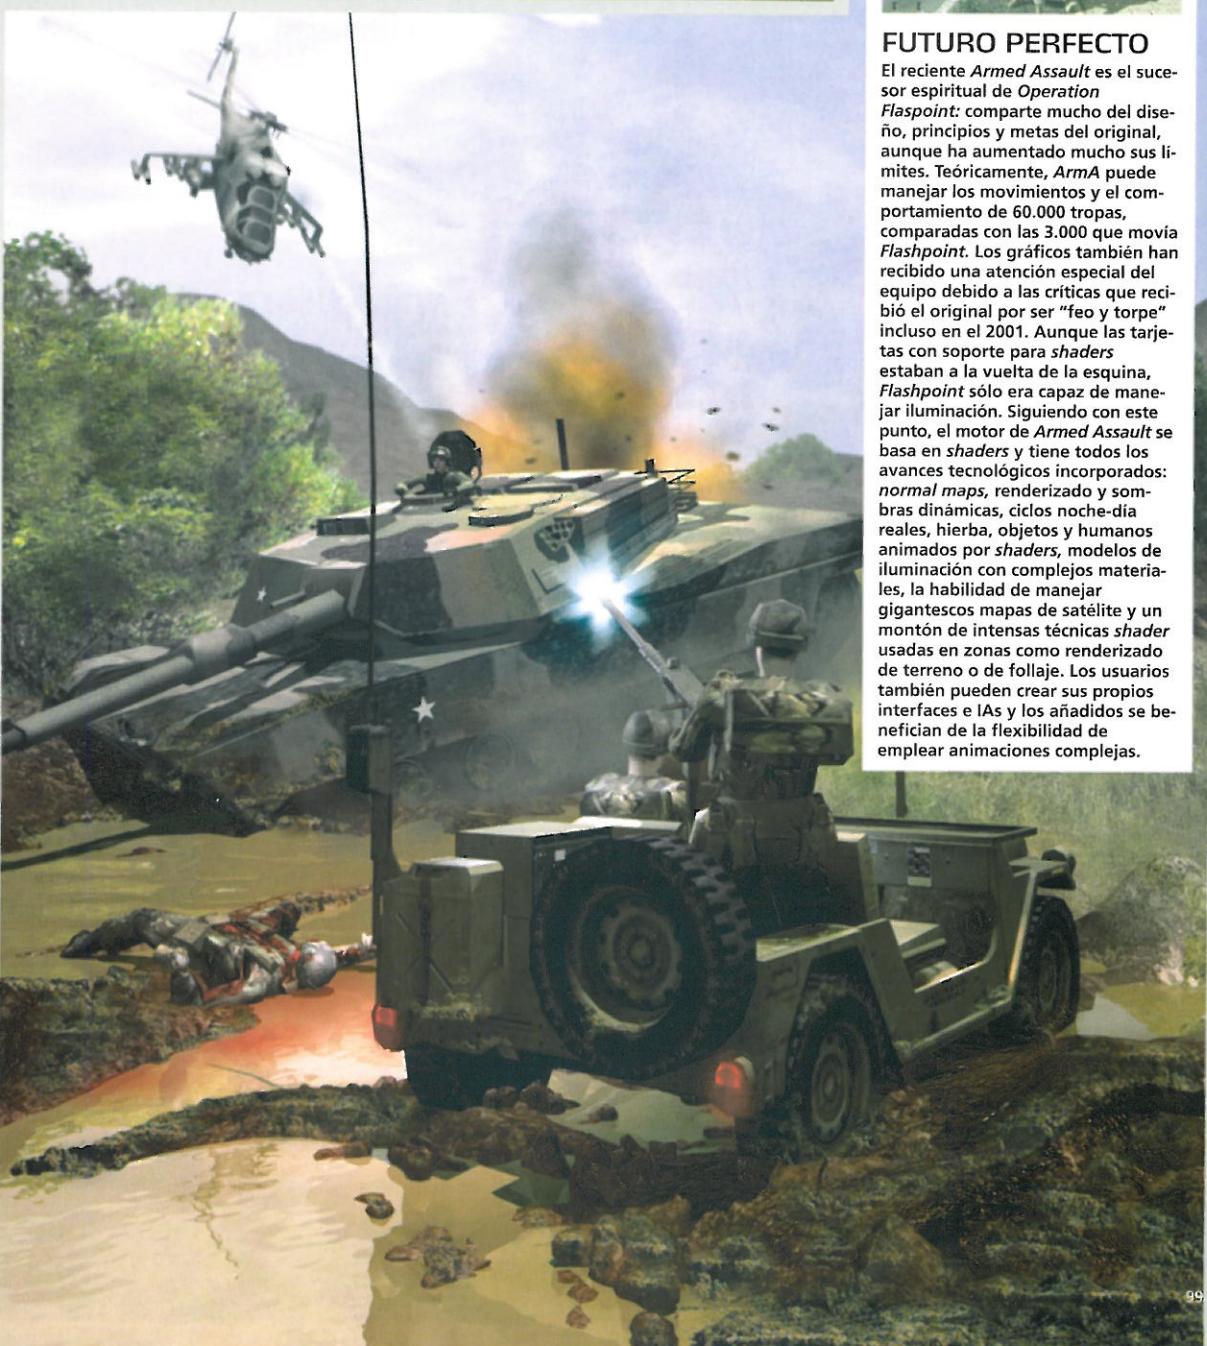 FUTURO PERFECTO
El reciente Armed Assault es el suce-
sor espiritual de Operation
Flaspoint: comparte mucho del dise-
ño, principios y metas del original,
aunque ha aumentado mucho sus lí-
mites. Teóricamente, ArmA puede
manejar los movimientos y el com-
portamiento de 60.000 tropas,
comparadas con las 3.000 que movía
Flashpoint. Los gráficos también han
recibido una atención especial del
equipo debido a las críticas que reci-
bió el original por ser "feo y torpe"
incluso en el 2001. Aunque las tarje-
tas con soporte para shaders
estaban a la vuelta de la esquina,
Flashpoint sólo era capaz de mane-
jar iluminación. Siguiendo con este
punto, el motor de Armed Assault se
basa en shaders y tiene todos los
avances tecnológicos incorporados:
normal maps, renderizado y som-
bras dinámicas, ciclos noche-día
reales, hierba, objetos y humanos
animados por shaders, modelos de
iluminación con complejos materia-
les, la habilidad de manejar
gigantescos mapas de satélite y un
montón de intensas técnicas shader
usadas en zonas como renderizado
de terreno o de follaje. Los usuarios
también pueden crear sus propios
interfaces e IAs y los añadidos se be-
nefician de la flexibilidad de
emplear animaciones complejas.
99